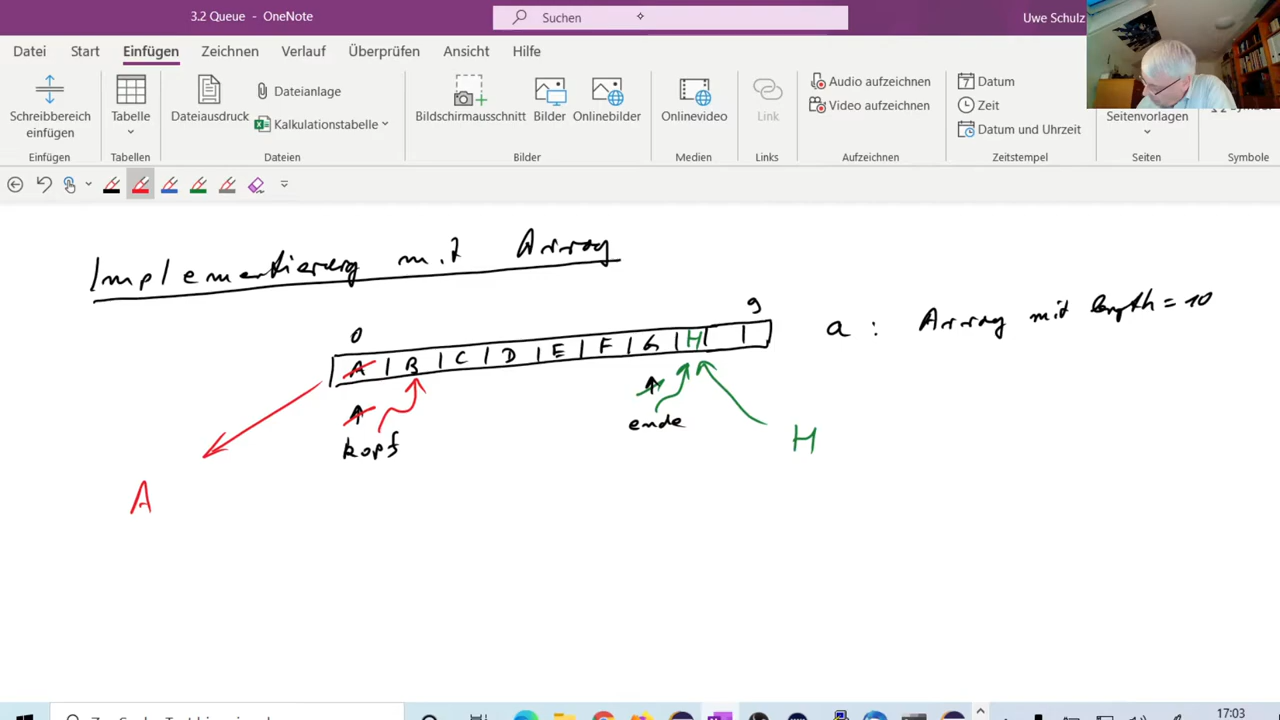 3.2 Queue - OneNote
Suchen
Uwe Schulz
Datei Start Einfügen Zeichnen Verlauf Überprüfen Ansicht Hilfe
Schreibbereich einfügen
Tabelle
Dateiausdruck
Dateianlage
Kalkulationstabelle
Bildschirmausschnitt
Bilder
Onlinebilder
Onlinevideo
Link
Audio aufzeichnen
Video aufzeichnen
Datum
Zeit
Datum und Uhrzeit
Seitenvorlagen
Einfügen Tabellen Dateien Bilder Medien Links Aufzeichnen Zeitstempel Seiten Symbole
Implementierung mit Array
0 9
A B C D E F G H
a : Array mit length = 10
kopf
ende
H
A
17:03